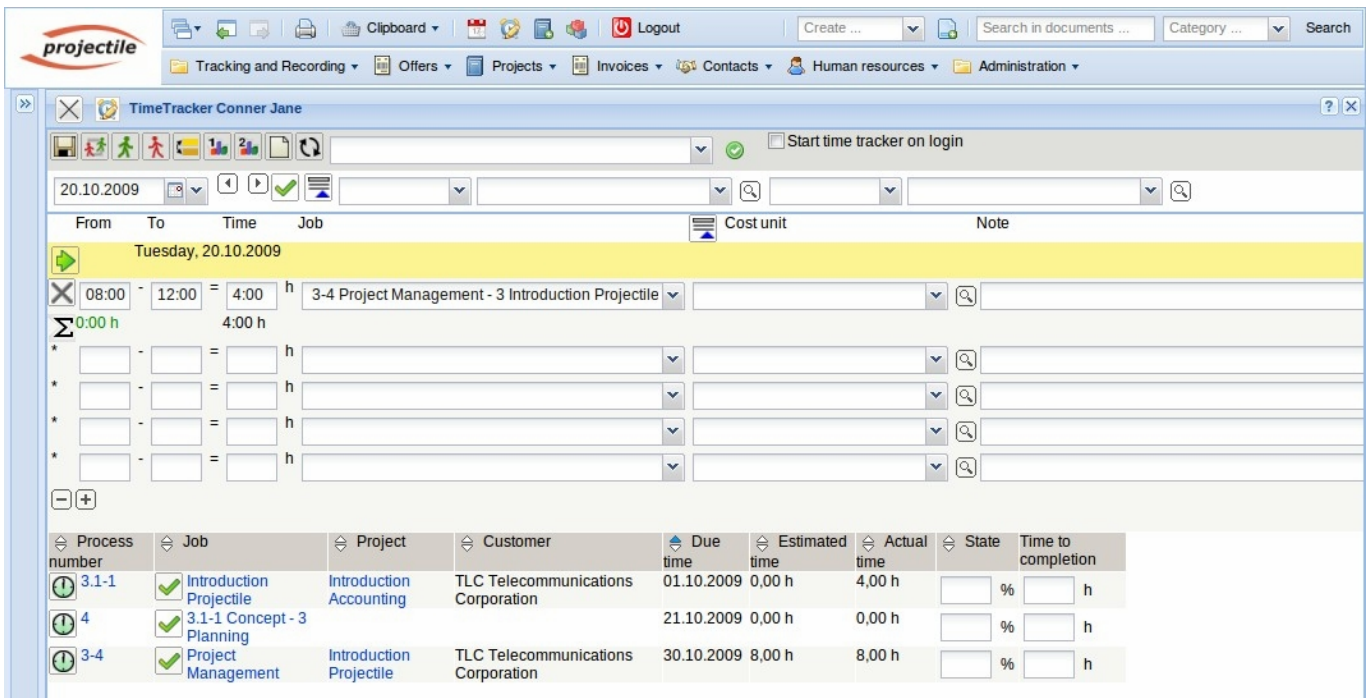 projectile
Clipboard Logout Create ... Search in documents ... Category ... Search
Tracking and Recording Offers Projects Invoices Contacts Human resources Administration
TimeTracker Conner Jane
Start time tracker on login
20.10.2009
From To Time Job Cost unit Note
Tuesday, 20.10.2009
08:00 - 12:00 = 4:00 h 3-4 Project Management - 3 Introduction Projectile
Σ 0:00 h 4:00 h
* - = h
* - = h
* - = h
* - = h
Process Job Project Customer Due Estimated Actual State Time to
number time time time completion
3.1-1 Introduction Introduction TLC Telecommunications 01.10.2009 0,00 h 4,00 h % h
Projectile Accounting Corporation
4 3.1-1 Concept - 3 21.10.2009 0,00 h 0,00 h % h
Planning
3-4 Project Introduction TLC Telecommunications 30.10.2009 8,00 h 8,00 h % h
Management Projectile Corporation